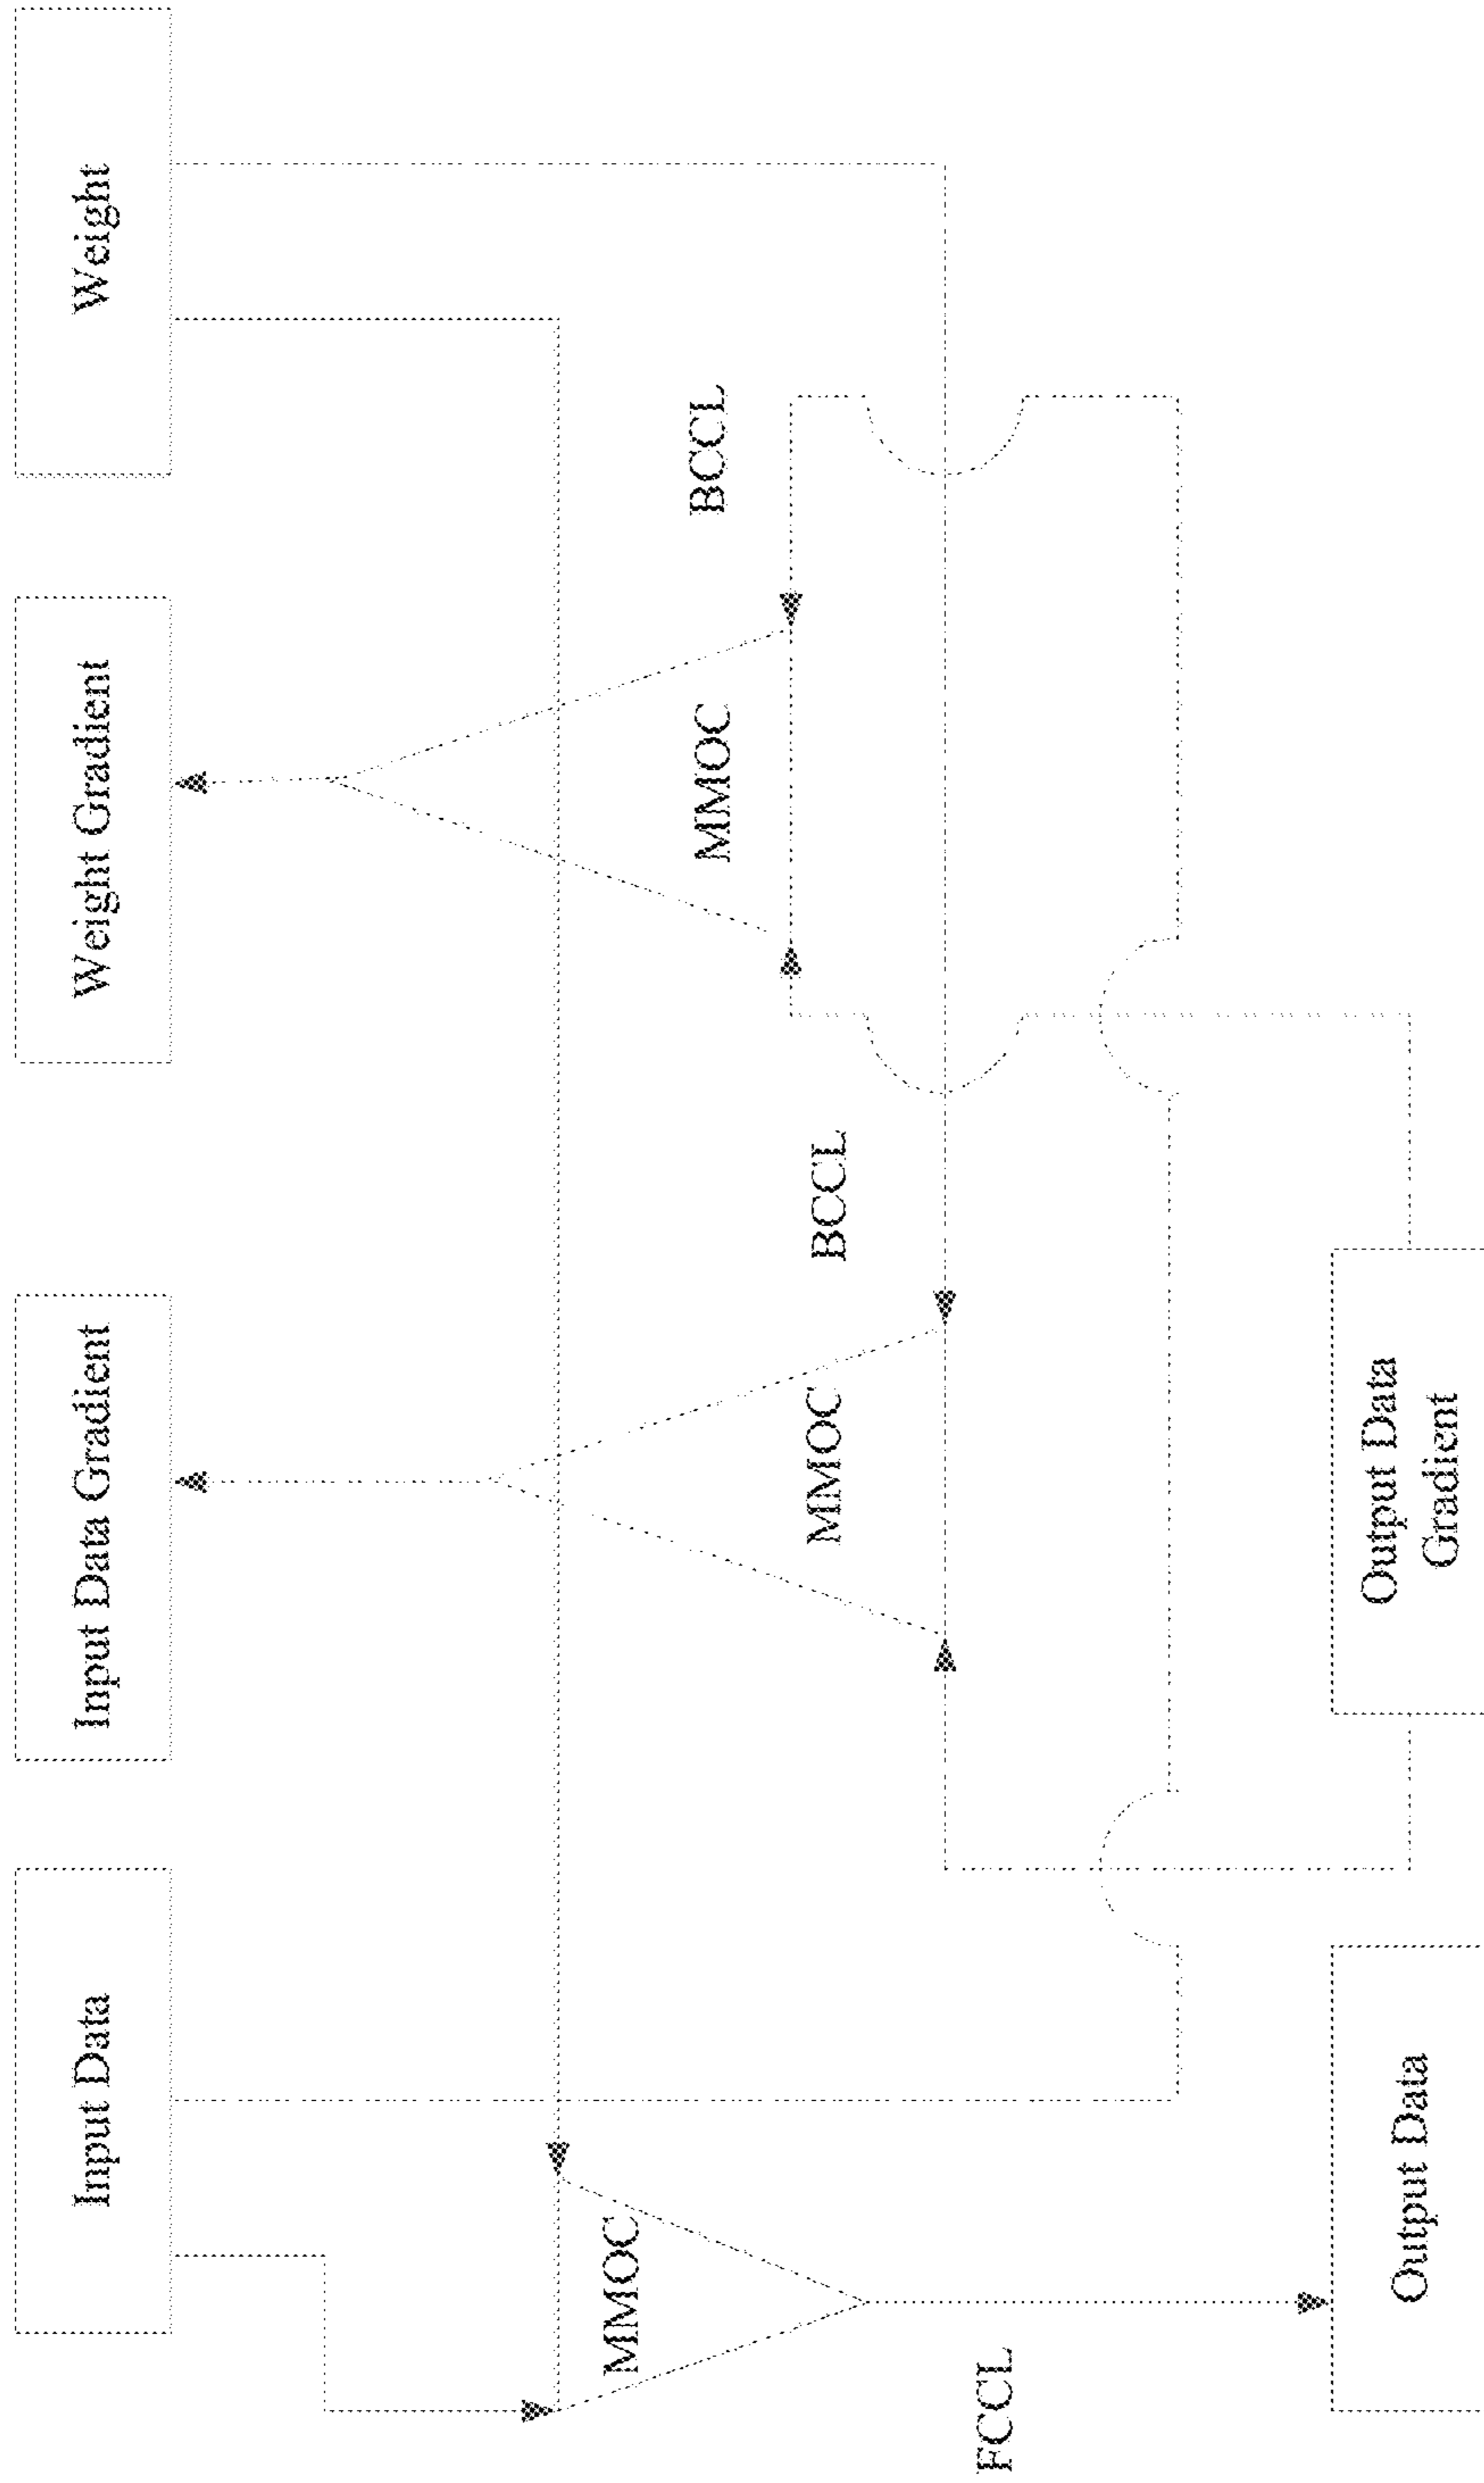 Input Data
Input Data Gradient
Weight Gradient
Weight
MMOC
BCCL
MMOC
MMOC
BCCL
FCCL
Output Data
Output Data
Gradient